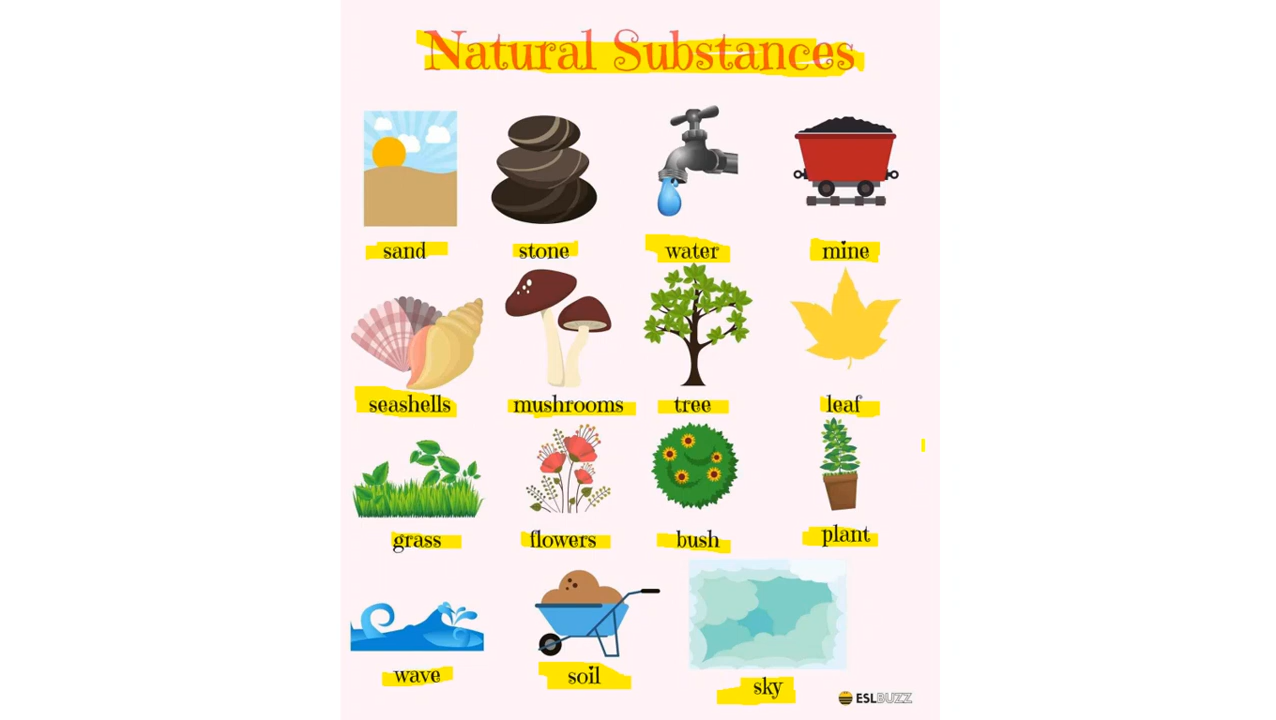 Natural Substances
sand stone water mine
seashells mushrooms tree leaf
grass flowers bush plant
wave soil sky
ESLBUZZ